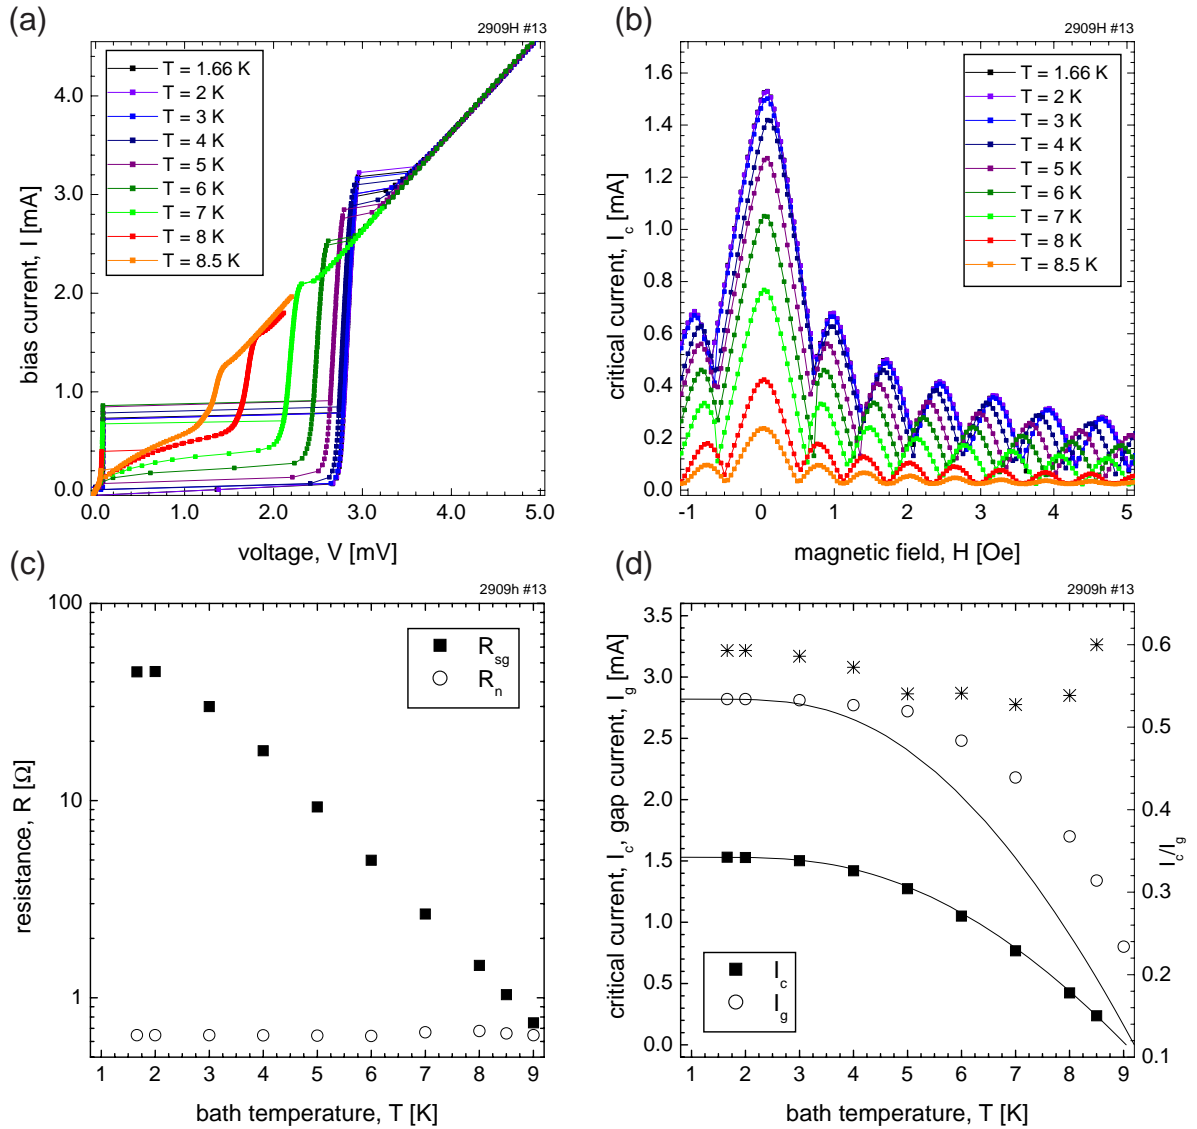 (a)
2909H #13
T = 1.66 K
T = 2 K
T = 3 K
T = 4 K
T = 5 K
T = 6 K
T = 7 K
T = 8 K
T = 8.5 K
4.0
3.0
2.0
1.0
0.0
bias current, I [mA]
0.0 1.0 2.0 3.0 4.0 5.0
voltage, V [mV]
(b)
2909H #13
T = 1.66 K
T = 2 K
T = 3 K
T = 4 K
T = 5 K
T = 6 K
T = 7 K
T = 8 K
T = 8.5 K
1.6
1.4
1.2
1.0
0.8
0.6
0.4
0.2
0.0
critical current, I_c [mA]
-1 0 1 2 3 4 5
magnetic field, H [Oe]
(c)
2909h #13
R_sg
R_n
100
10
1
resistance, R [Ω]
1 2 3 4 5 6 7 8 9
bath temperature, T [K]
(d)
2909h #13
3.5
3.0
2.5
2.0
1.5
1.0
0.5
0.0
critical current, I_c, gap current, I_g [mA]
I_c
I_g
0.6
0.5
0.4
0.3
0.2
0.1
I_c/I_g
1 2 3 4 5 6 7 8 9
bath temperature, T [K]